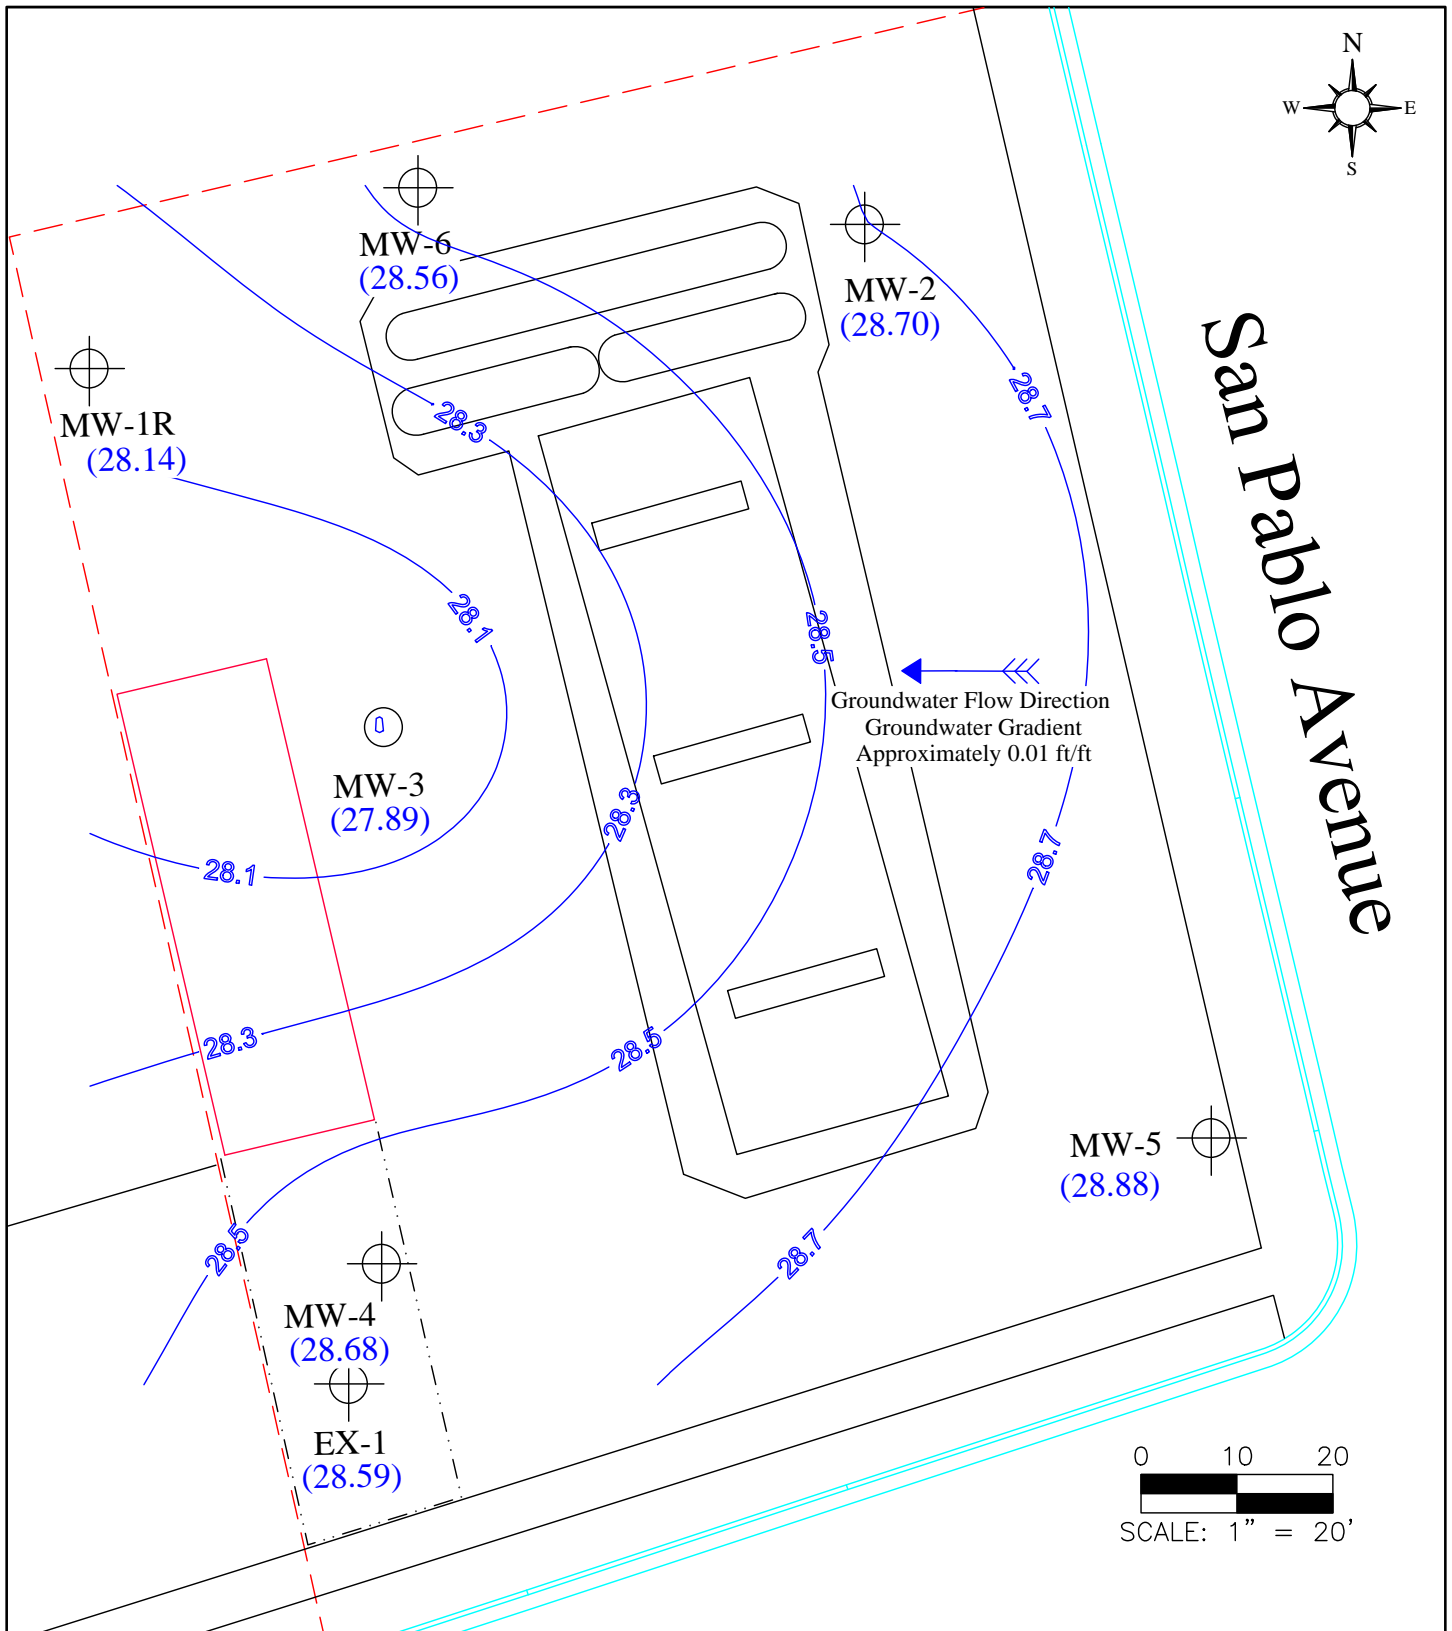 N
W
E
S
MW-6
(28.56)
MW-2
(28.70)
San Pablo Avenue
28.7
MW-1R
(28.14)
28.3
28.1
28.5
Groundwater Flow Direction
Groundwater Gradient
Approximately 0.01 ft/ft
MW-3
(27.89)
28.3
28.1
28.7
28.3
28.5
MW-5
(28.88)
28.5
28.7
MW-4
(28.68)
EX-1
(28.59)
0 10 20
SCALE: 1" = 20'